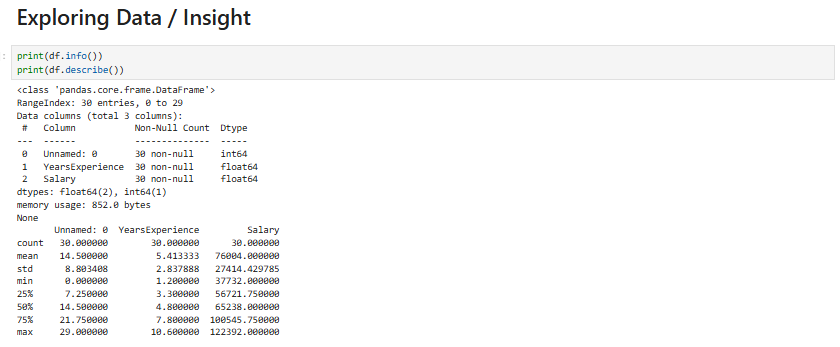 Exploring Data / Insight
:
print(df.info())
print(df.describe())
<class 'pandas.core.frame.DataFrame'>
RangeIndex: 30 entries, 0 to 29
Data columns (total 3 columns):
 #   Column           Non-Null Count  Dtype
---  ------           --------------  -----
 0   Unnamed: 0       30 non-null     int64
 1   YearsExperience  30 non-null     float64
 2   Salary           30 non-null     float64
dtypes: float64(2), int64(1)
memory usage: 852.0 bytes
None
       Unnamed: 0  YearsExperience         Salary
count   30.000000        30.000000      30.000000
mean    14.500000         5.413333   76004.000000
std      8.803408         2.837888   27414.429785
min      0.000000         1.200000   37732.000000
25%      7.250000         3.300000   56721.750000
50%     14.500000         4.800000   65238.000000
75%     21.750000         7.800000  100545.750000
max     29.000000        10.600000  122392.000000